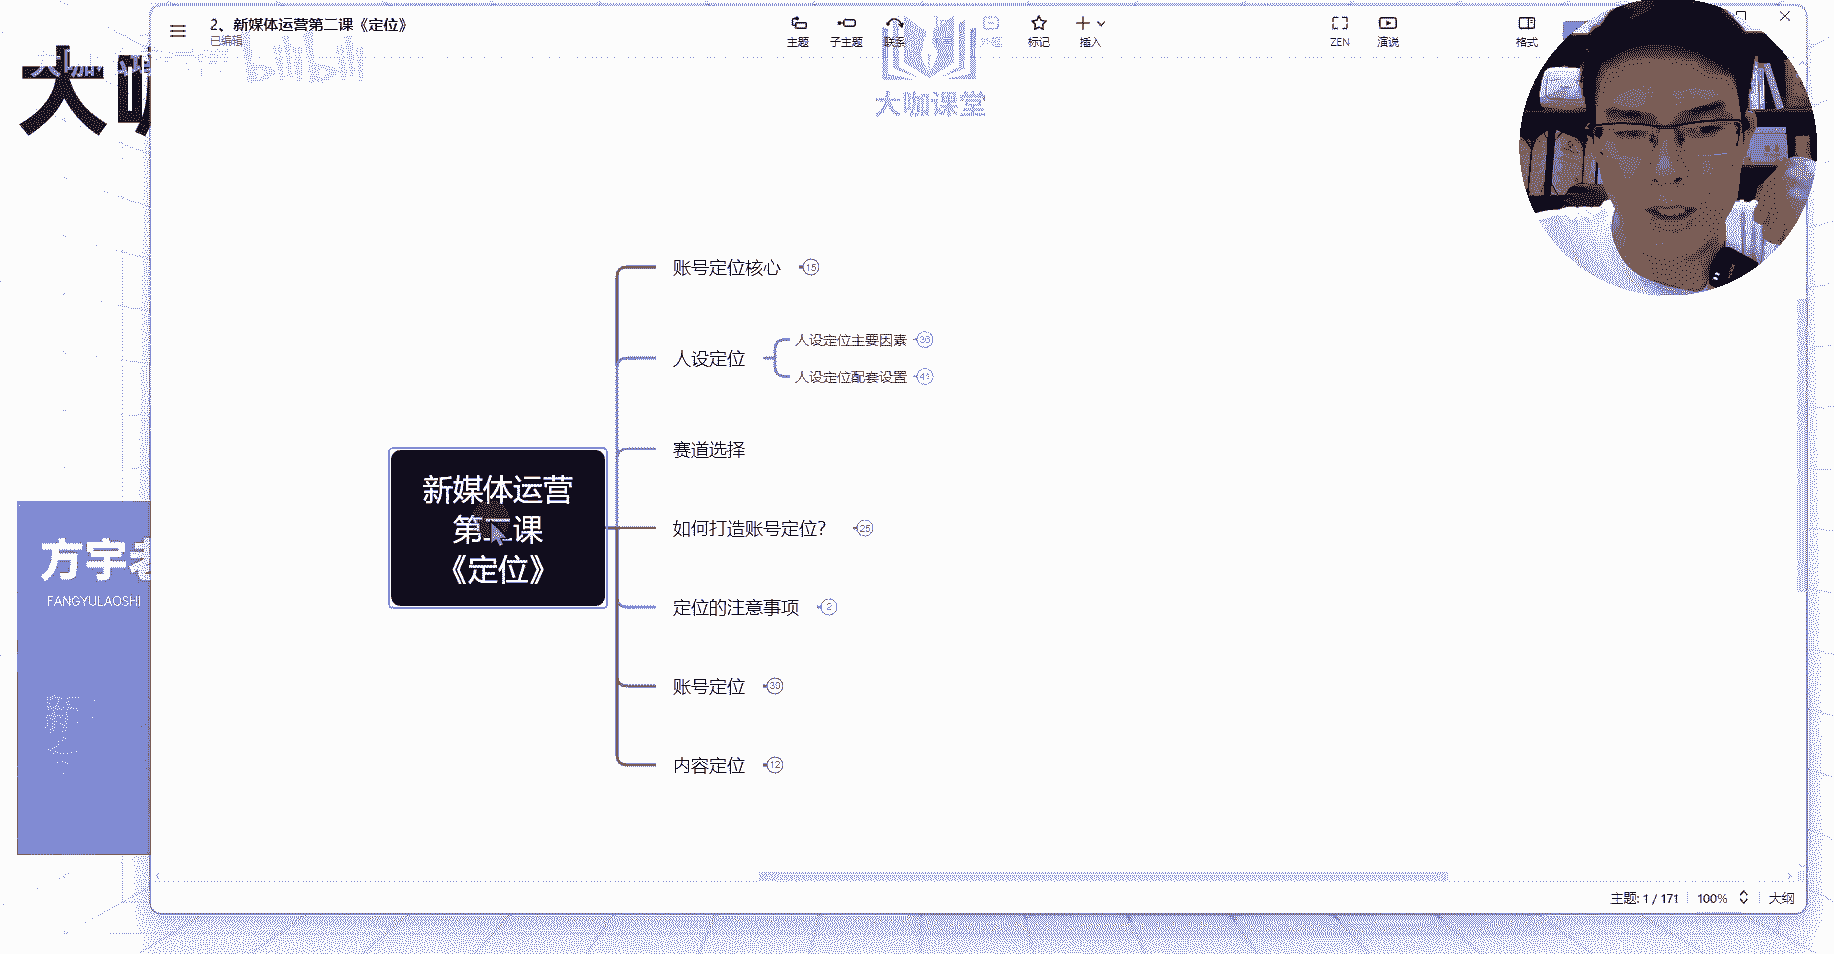 2、新媒体运营第二课《定位》
已编辑
主题
子主题
联系
标记
插入
ZEN
演说
格式
bilibili
大咖课堂
大咖
账号定位核心 15
人设定位
人设定位主要因素
人设定位配套设置
赛道选择
新媒体运营
第二课
《定位》
如何打造账号定位? 25
定位的注意事项 2
账号定位 39
内容定位 12
方宇老
FANGYULAOSHI
主题: 1 / 171
100%
大纲